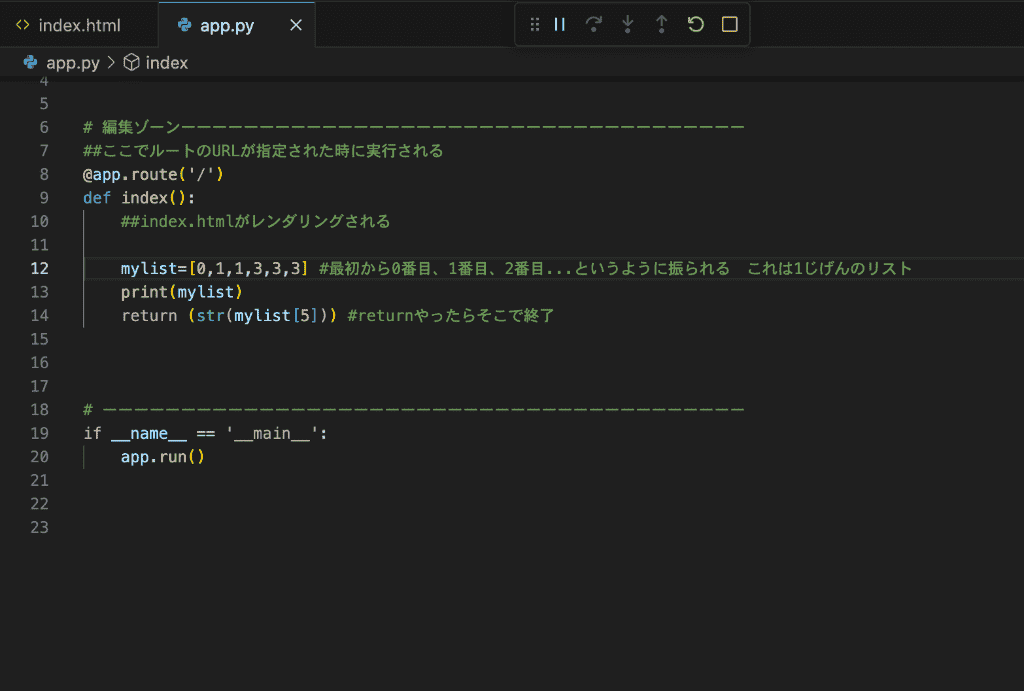 index.html app.py
app.py > index
4
5
6 # 編集ゾーンーーーーーーーーーーーーーーーーーーーーーーーーーーーーーーーーーーーー
7 ##ここでルートのURLが指定された時に実行される
8 @app.route('/')
9 def index():
10 ##index.htmlがレンダリングされる
11
12 mylist=[0,1,1,3,3,3] #最初から0番目、1番目、2番目...というように振られる　これは1じげんのリスト
13 print(mylist)
14 return (str(mylist[5])) #returnやったらそこで終了
15
16
17
18 # ーーーーーーーーーーーーーーーーーーーーーーーーーーーーーーーーーーーーーーーーー
19 if __name__ == '__main__':
20 app.run()
21
22
23